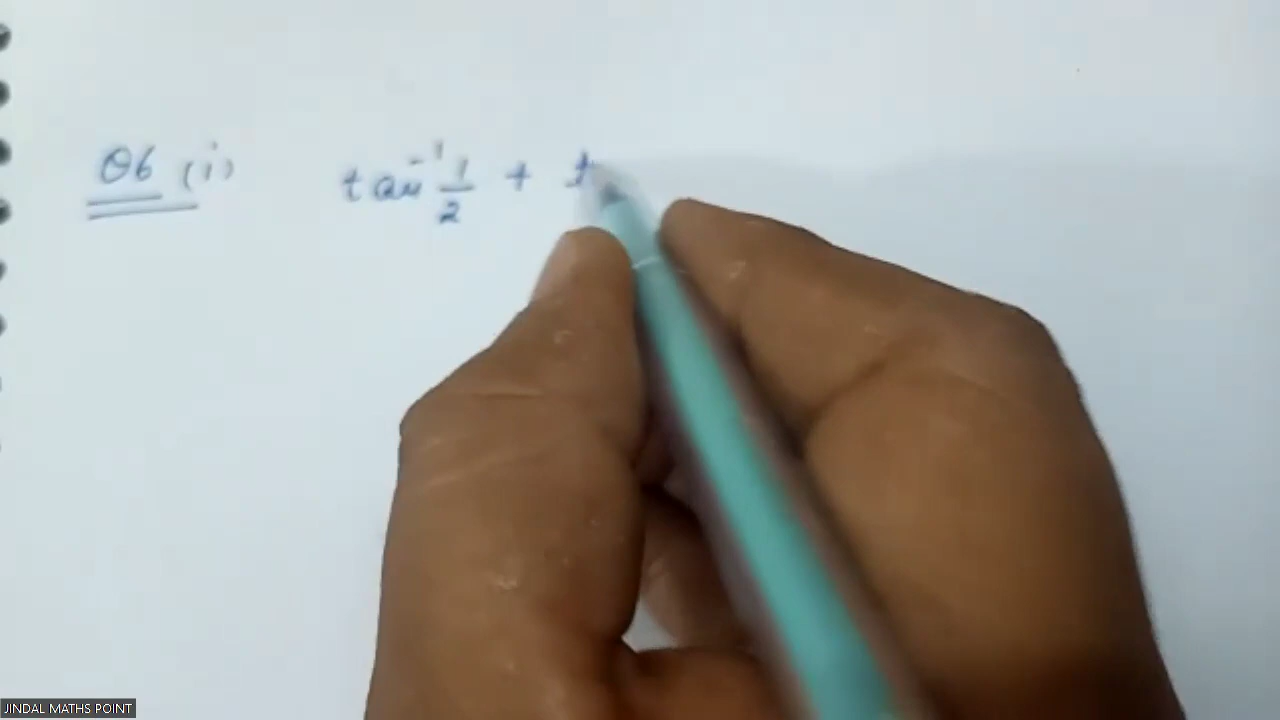 Q6 (i) tan⁻¹ 1/2 + t
JINDAL MATHS POINT